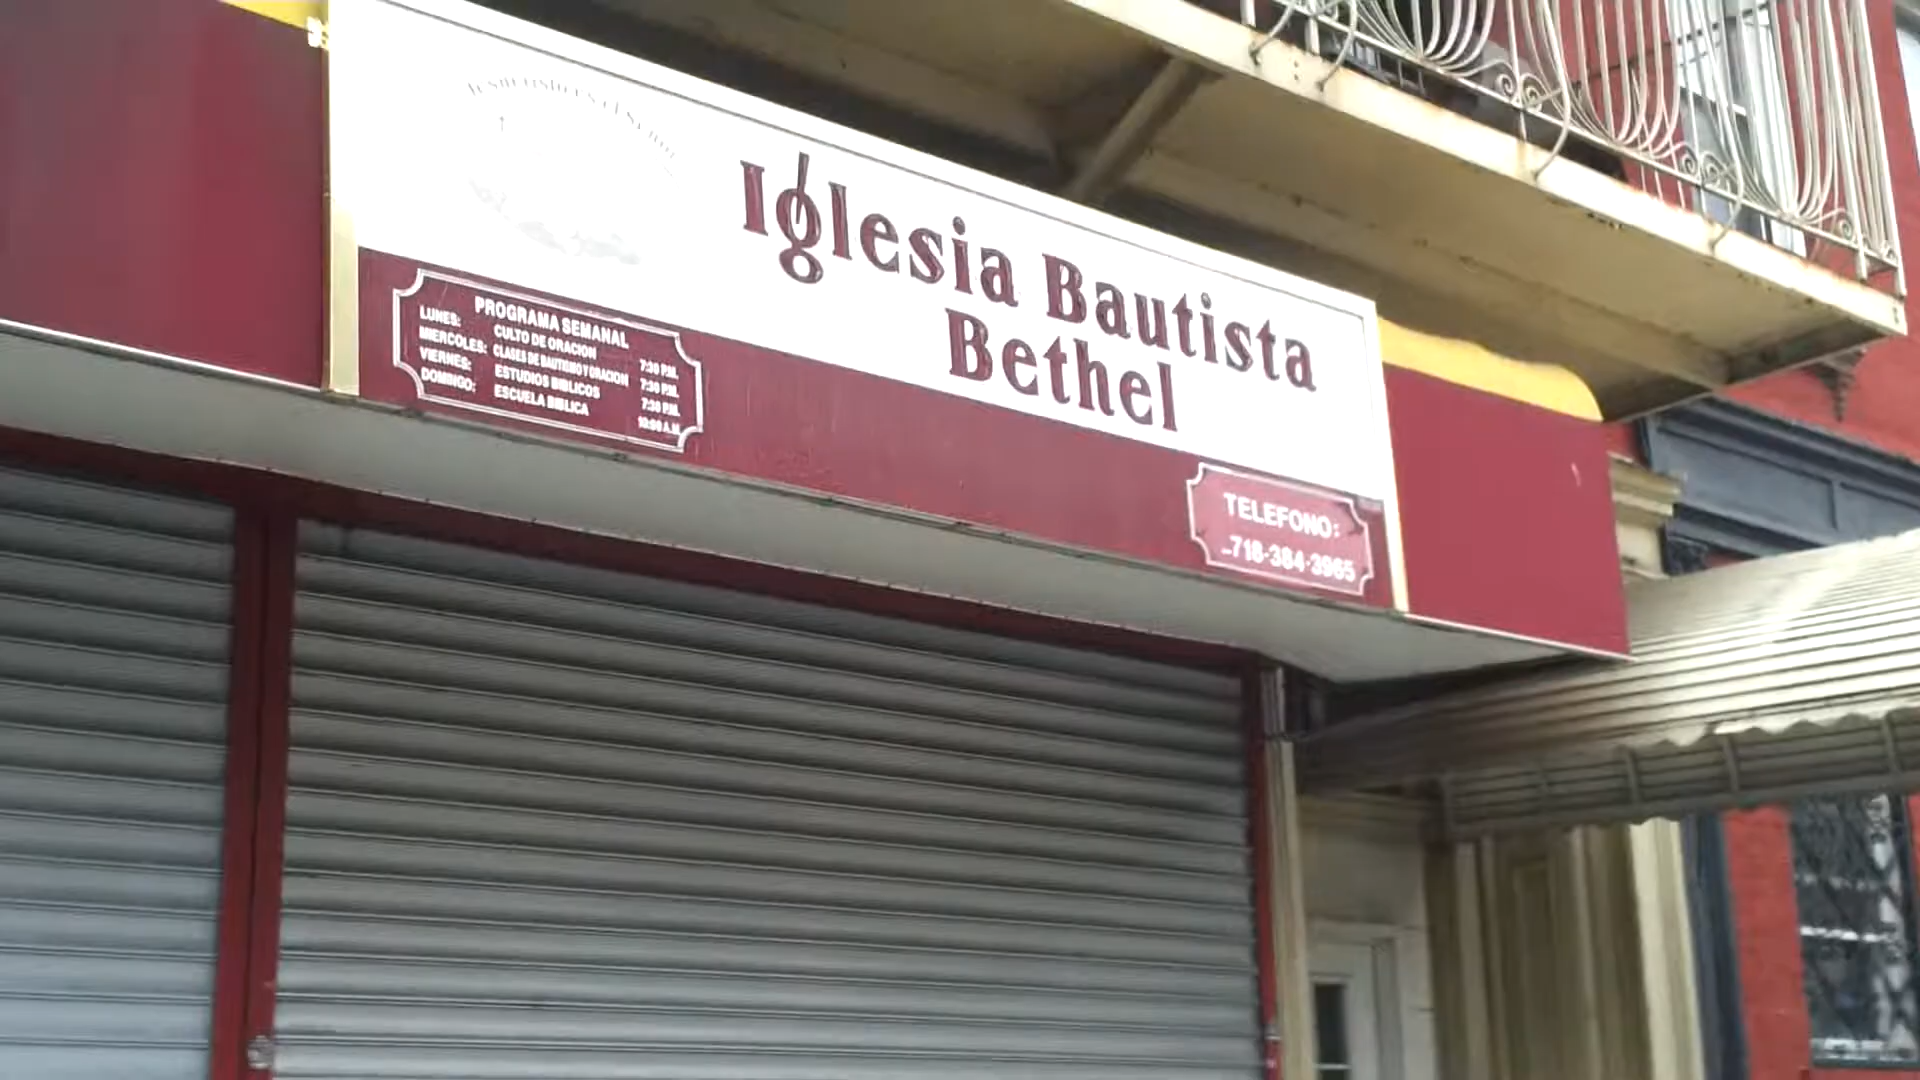 Iglesia Bautista
Bethel
PROGRAMA SEMANAL
LUNES: CULTO DE ORACION 7:30 P.M.
MIERCOLES: CLASES DE BAUTISMO Y ORACION 7:30 P.M.
VIERNES: ESTUDIOS BIBLICOS 7:30 P.M.
DOMINGO: ESCUELA BIBLICA 10:00 A.M.
TELEFONO:
718-384-3965